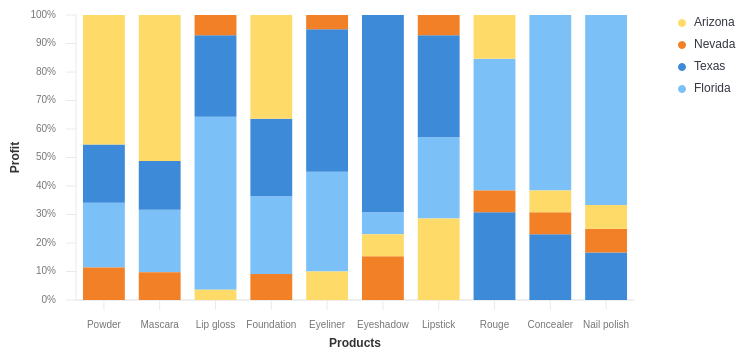 100%
90%
80%
70%
60%
50%
40%
30%
20%
10%
0%
Profit
Powder Mascara Lip gloss Foundation Eyeliner Eyeshadow Lipstick Rouge Concealer Nail polish
Products
Arizona
Nevada
Texas
Florida